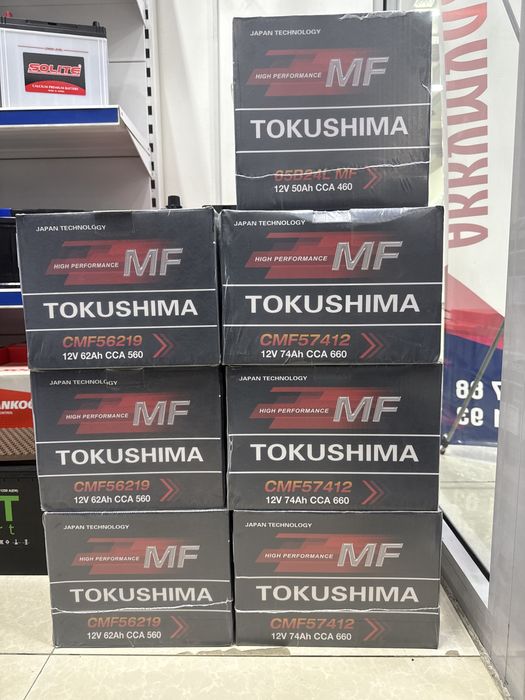 SOLITE
CALCIUM PREMIUM BATTERY
JAPAN TECHNOLOGY
HIGH PERFORMANCE MF
TOKUSHIMA
65B24L MF
12V 50Ah CCA 460
JAPAN TECHNOLOGY
HIGH PERFORMANCE MF
TOKUSHIMA
CMF56219
12V 62Ah CCA 560
JAPAN TECHNOLOGY
HIGH PERFORMANCE MF
TOKUSHIMA
CMF57412
12V 74Ah CCA 660
JAPAN TECHNOLOGY
HIGH PERFORMANCE MF
TOKUSHIMA
CMF56219
12V 62Ah CCA 560
JAPAN TECHNOLOGY
HIGH PERFORMANCE MF
TOKUSHIMA
CMF57412
12V 74Ah CCA 660
JAPAN TECHNOLOGY
HIGH PERFORMANCE MF
TOKUSHIMA
CMF56219
12V 62Ah CCA 560
JAPAN TECHNOLOGY
HIGH PERFORMANCE MF
TOKUSHIMA
CMF57412
12V 74Ah CCA 660